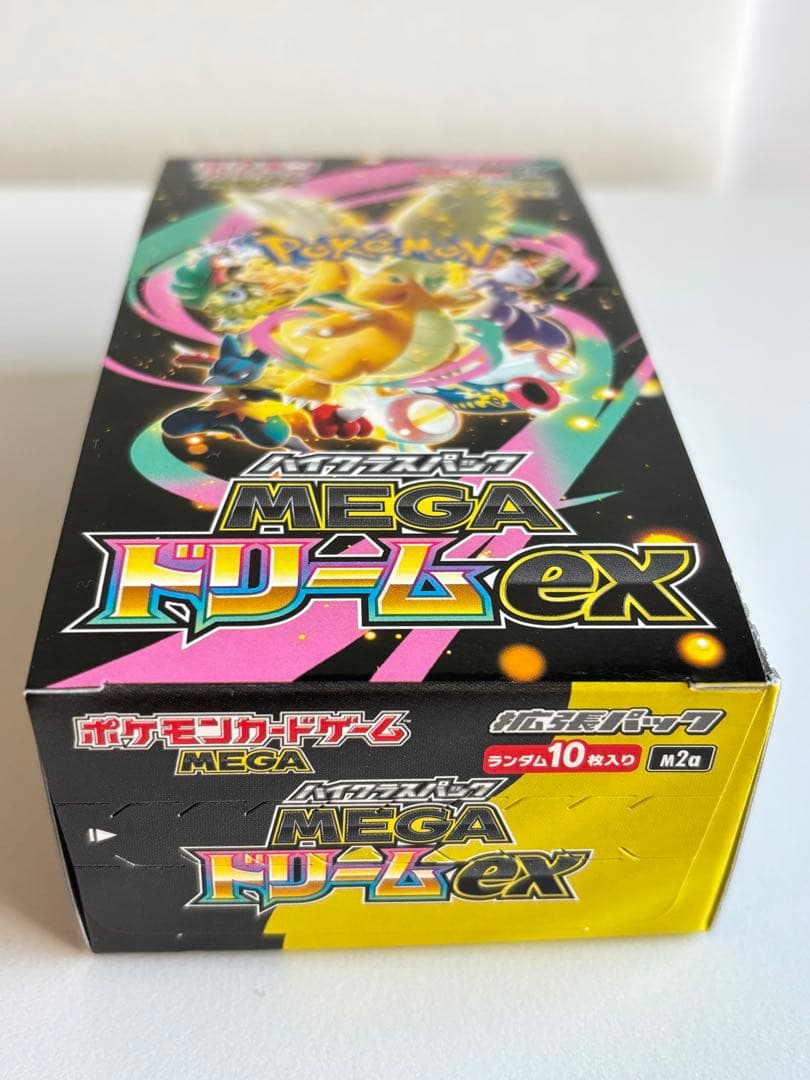 POKÉMON
ハイクラスパック
MEGA
ドリームex
ポケモンカードゲーム
MEGA
拡張パック
ランダム10枚入り
M2a
ハイクラスパック
MEGA
ドリームex